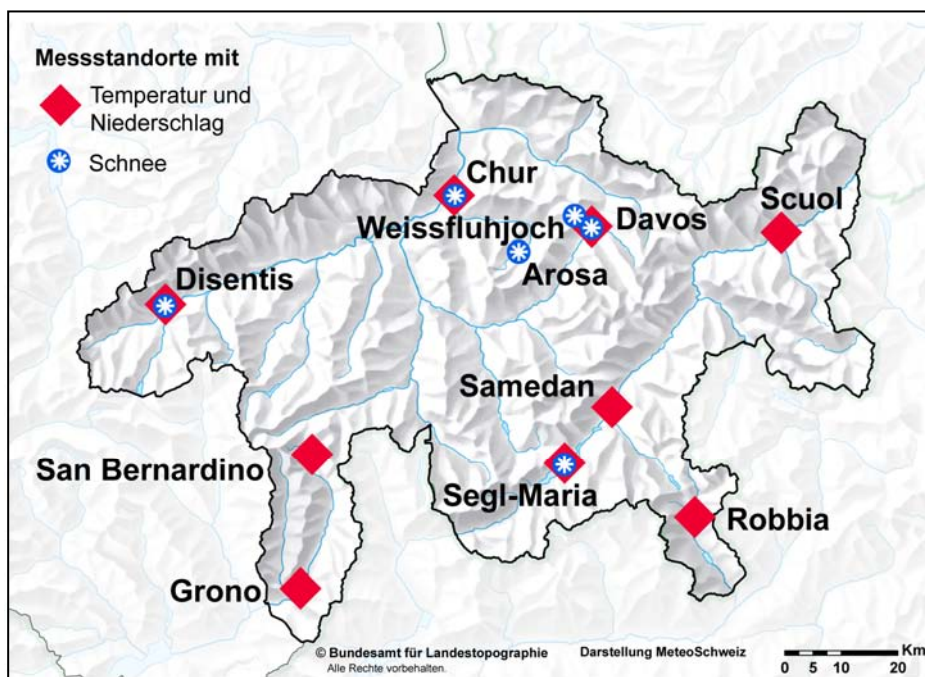 Messstandorte mit
Temperatur und
Niederschlag
Schnee
Chur
Scuol
Weissfluhjoch
Davos
Arosa
Disentis
Samedan
San Bernardino
Segl-Maria
Robbia
Grono
© Bundesamt für Landestopographie
Alle Rechte vorbehalten.
Darstellung MeteoSchweiz
Km
0 5 10 20